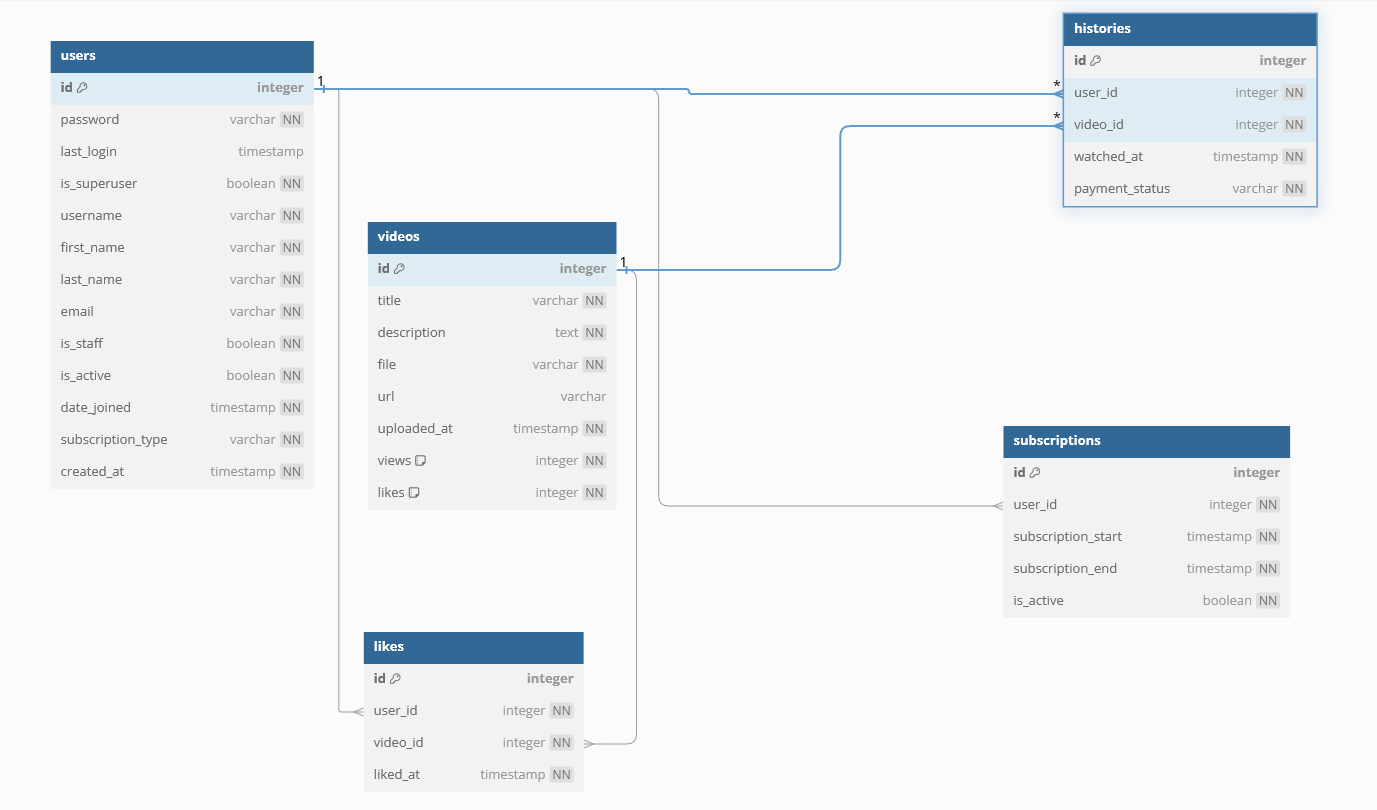 users
id integer
password varchar NN
last_login timestamp
is_superuser boolean NN
username varchar NN
first_name varchar NN
last_name varchar NN
email varchar NN
is_staff boolean NN
is_active boolean NN
date_joined timestamp NN
subscription_type varchar NN
created_at timestamp NN
1
histories
id integer
* user_id integer NN
* video_id integer NN
watched_at timestamp NN
payment_status varchar NN
videos
id integer
1
title varchar NN
description text NN
file varchar NN
url varchar
uploaded_at timestamp NN
views integer NN
likes integer NN
subscriptions
id integer
user_id integer NN
subscription_start timestamp NN
subscription_end timestamp NN
is_active boolean NN
likes
id integer
user_id integer NN
video_id integer NN
liked_at timestamp NN